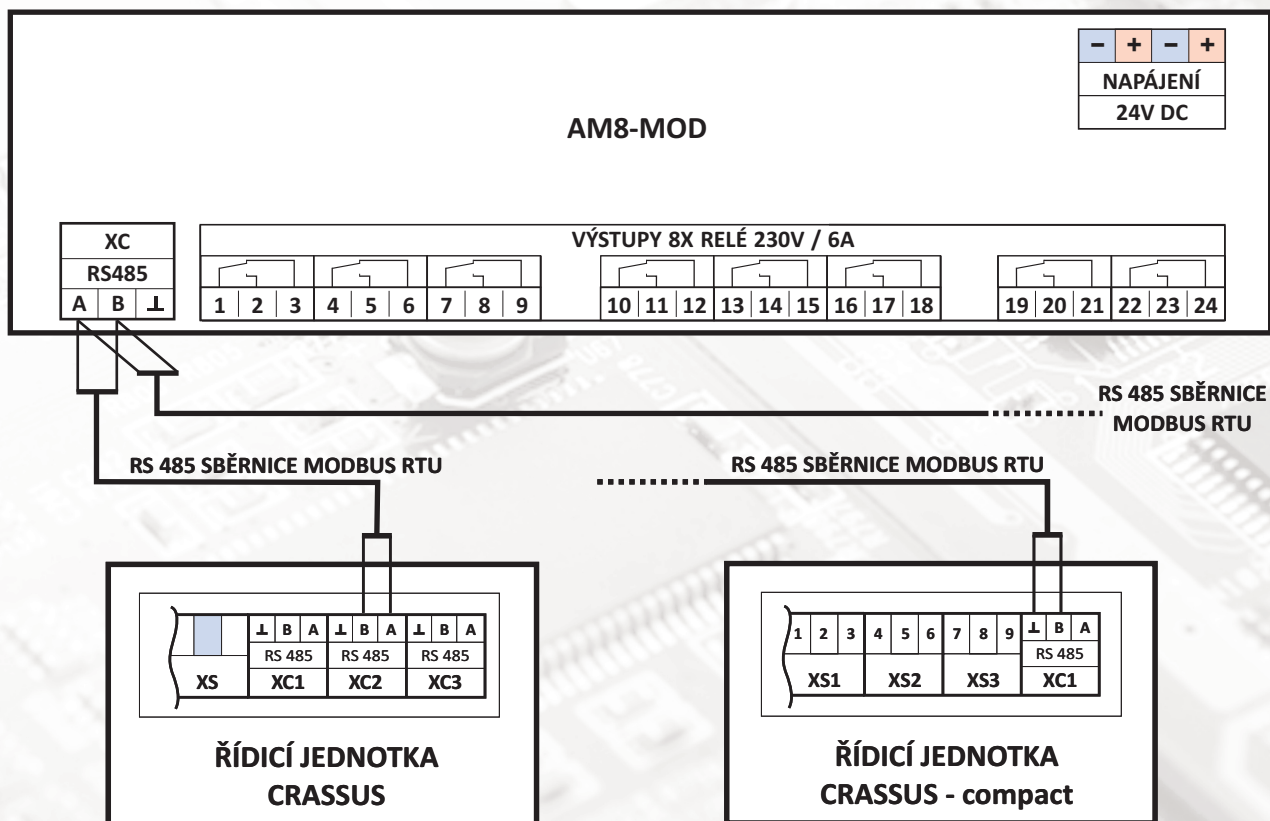 − + − +
NAPÁJENÍ
24V DC
AM8-MOD
XC
RS485
A B ⊥
VÝSTUPY 8X RELÉ 230V / 6A
1 2 3 4 5 6 7 8 9 10 11 12 13 14 15 16 17 18 19 20 21 22 23 24
RS 485 SBĚRNICE
MODBUS RTU
RS 485 SBĚRNICE MODBUS RTU
RS 485 SBĚRNICE MODBUS RTU
⊥ B A ⊥ B A ⊥ B A
RS 485 RS 485 RS 485
XS XC1 XC2 XC3
ŘÍDICÍ JEDNOTKA
CRASSUS
1 2 3 4 5 6 7 8 9 ⊥ B A
RS 485
XS1 XS2 XS3 XC1
ŘÍDICÍ JEDNOTKA
CRASSUS - compact